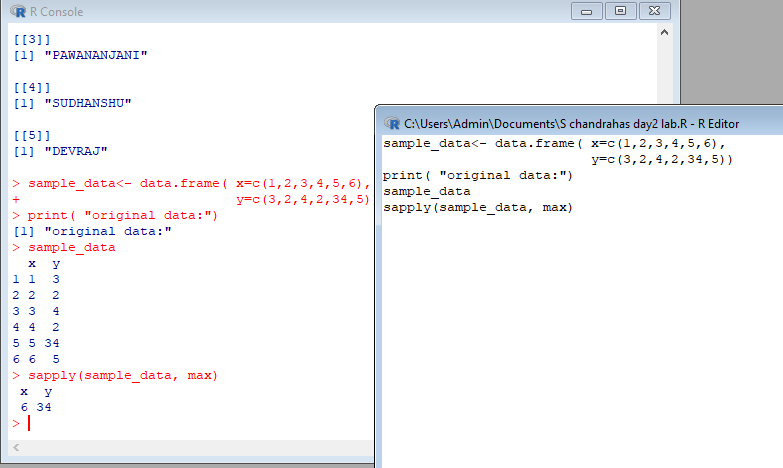 R Console
[[3]]
[1] "PAWANANJANI"
[[4]]
[1] "SUDHANSHU"
[[5]]
[1] "DEVRAJ"
> sample_data<- data.frame( x=c(1,2,3,4,5,6),
+                           y=c(3,2,4,2,34,5)
> print( "original data:")
[1] "original data:"
> sample_data
  x  y
1 1  3
2 2  2
3 3  4
4 4  2
5 5 34
6 6  5
> sapply(sample_data, max)
 x  y
 6 34
>
C:\Users\Admin\Documents\S chandrahas day2 lab.R - R Editor
sample_data<- data.frame( x=c(1,2,3,4,5,6),
                          y=c(3,2,4,2,34,5))
print( "original data:")
sample_data
sapply(sample_data, max)